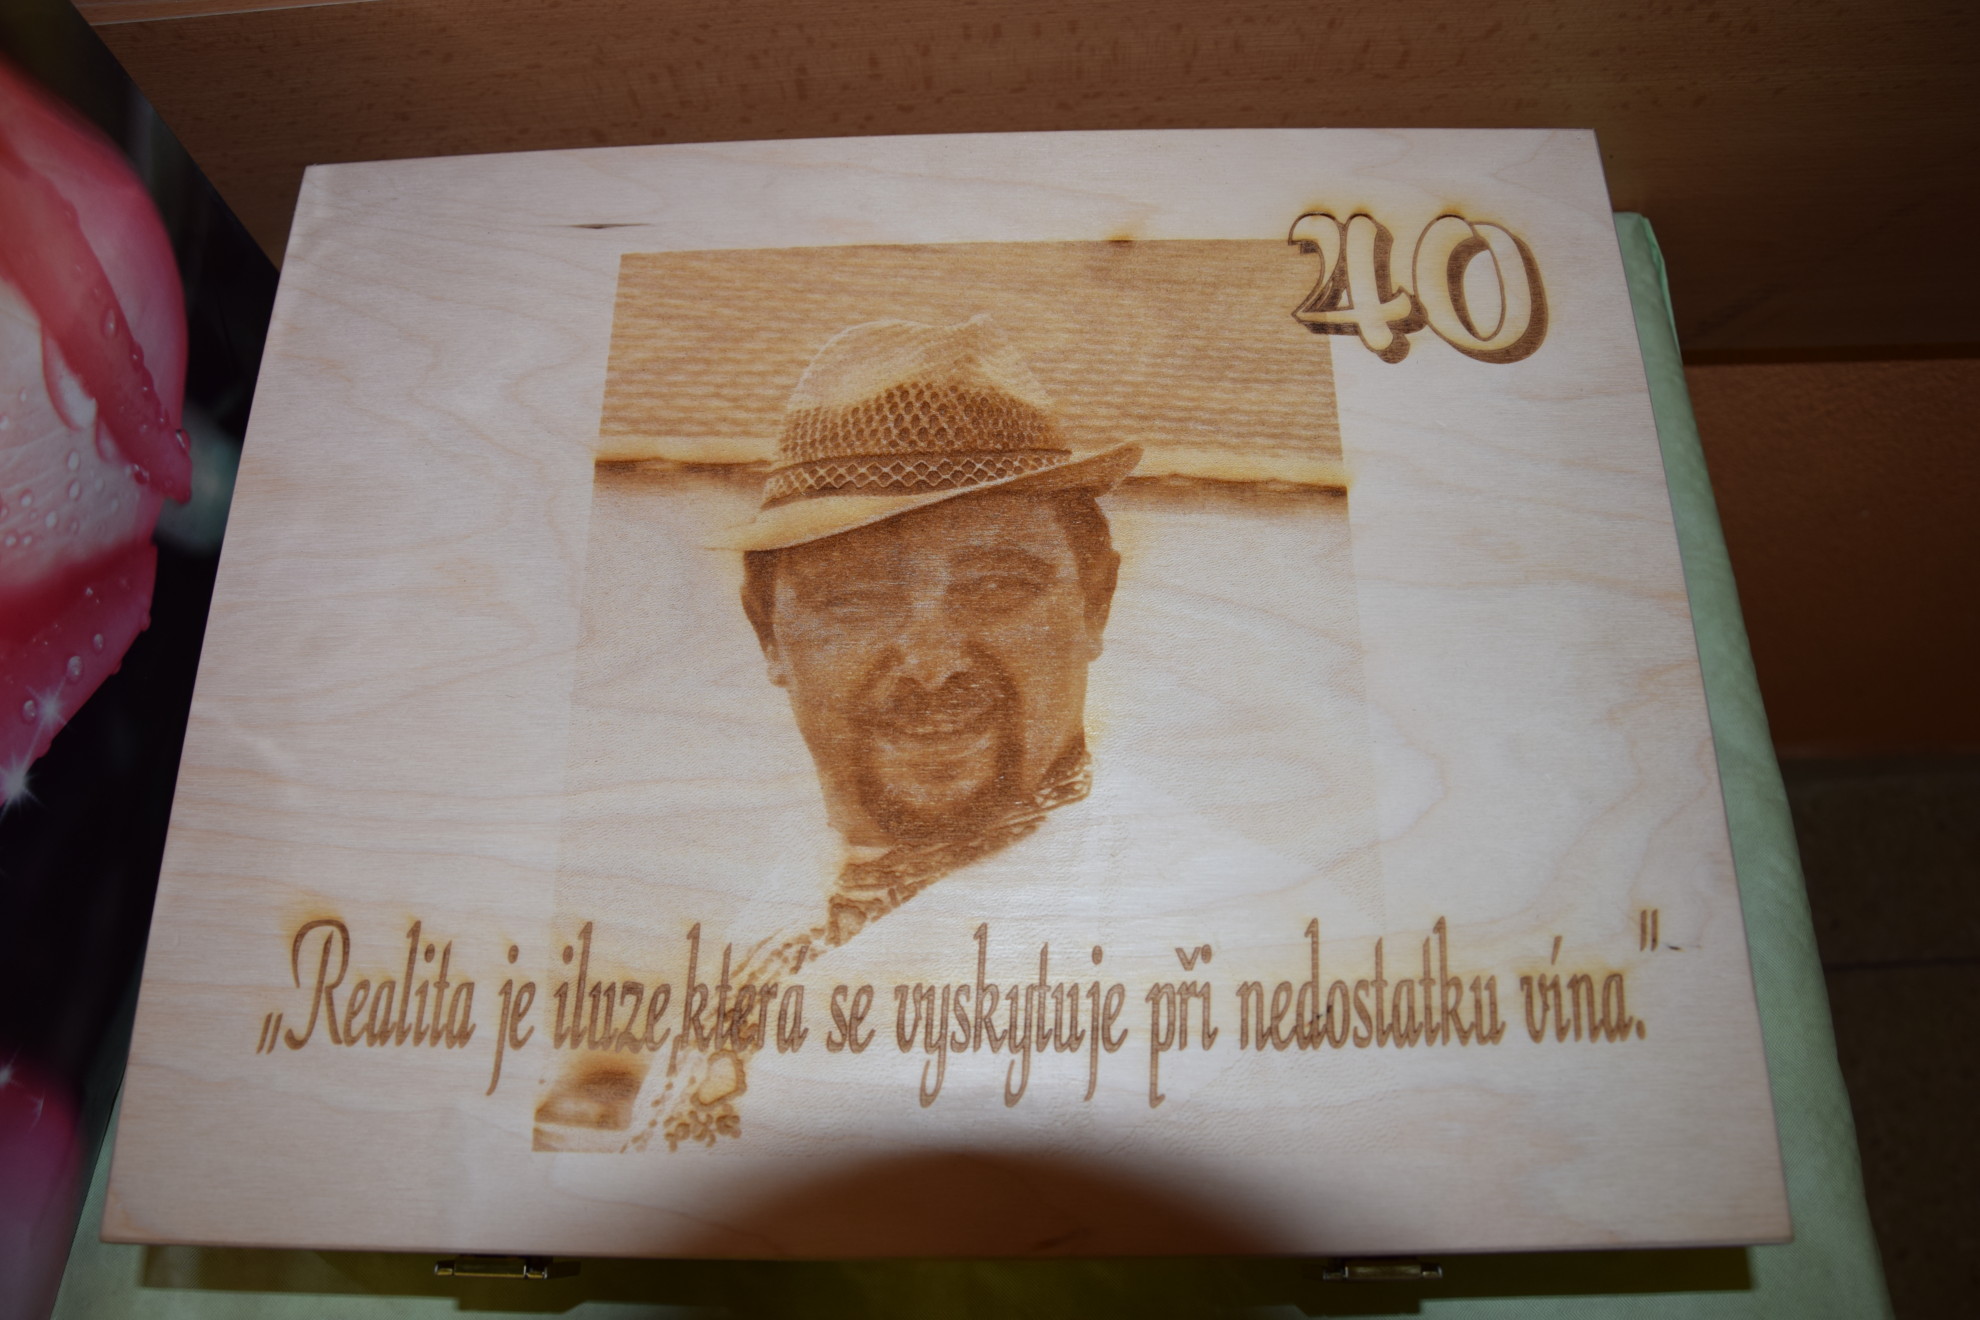 40
„Realita je iluze,která se vyskytuje při nedostatku vína."